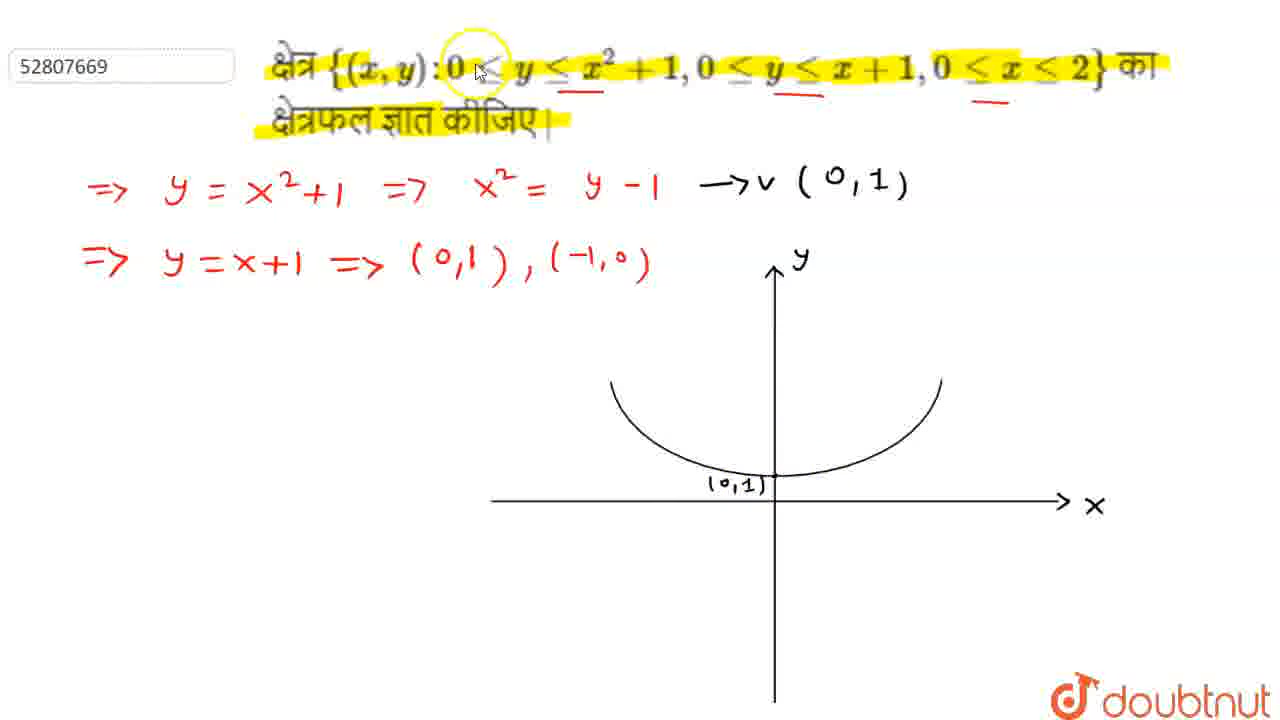 52807669
क्षेत्र {(x, y) : 0 ≤ y ≤ x² + 1, 0 ≤ y ≤ x + 1, 0 ≤ x ≤ 2} का
क्षेत्रफल ज्ञात कीजिए।
=> y = x² + 1 => x² = y - 1 → v (0, 1)
=> y = x + 1 => (0, 1), (-1, 0)
y
(0, 1)
x
doubtnut